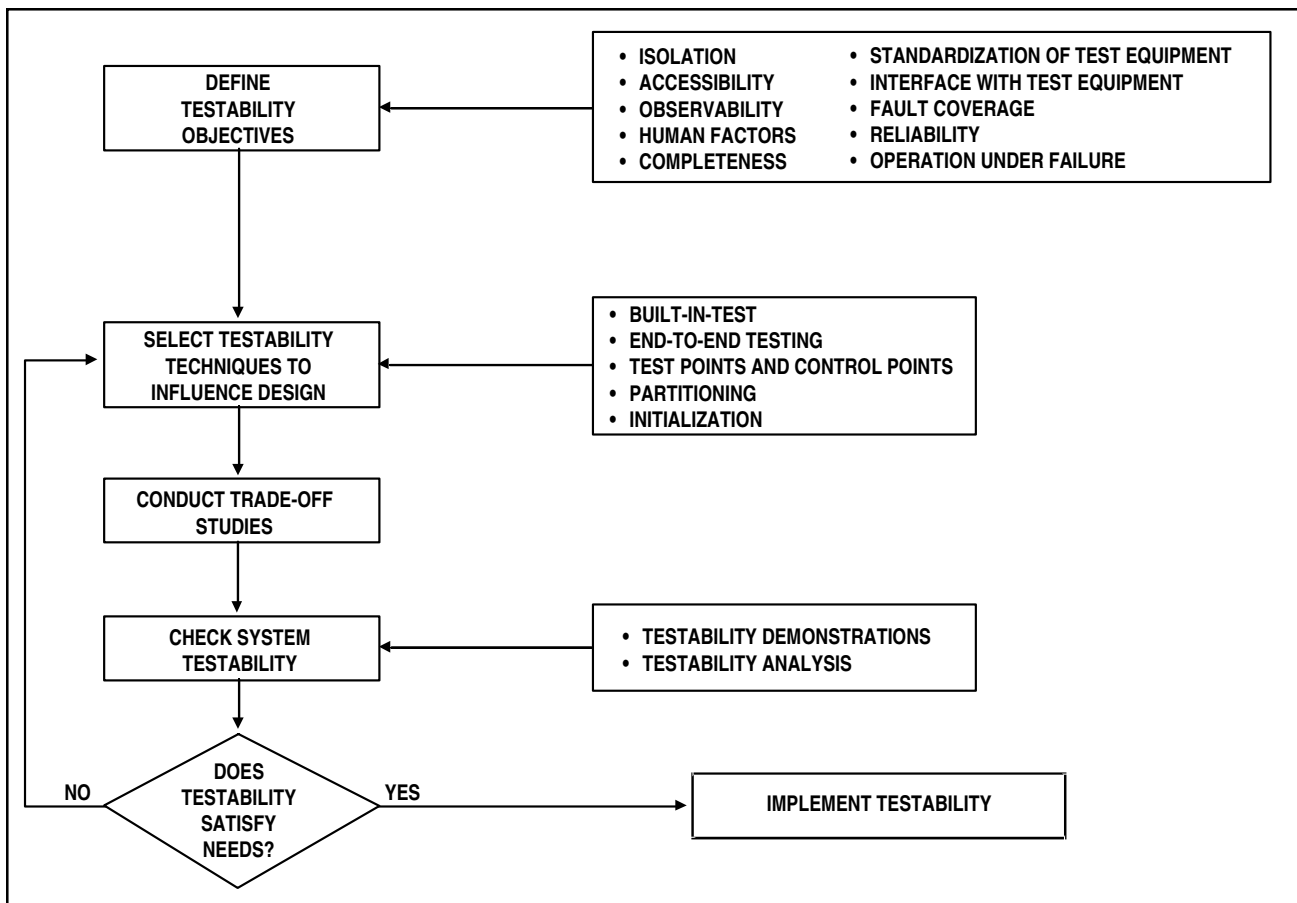 DEFINE
TESTABILITY
OBJECTIVES
• ISOLATION
• ACCESSIBILITY
• OBSERVABILITY
• HUMAN FACTORS
• COMPLETENESS
• STANDARDIZATION OF TEST EQUIPMENT
• INTERFACE WITH TEST EQUIPMENT
• FAULT COVERAGE
• RELIABILITY
• OPERATION UNDER FAILURE
SELECT TESTABILITY
TECHNIQUES TO
INFLUENCE DESIGN
• BUILT-IN-TEST
• END-TO-END TESTING
• TEST POINTS AND CONTROL POINTS
• PARTITIONING
• INITIALIZATION
CONDUCT TRADE-OFF
STUDIES
CHECK SYSTEM
TESTABILITY
• TESTABILITY DEMONSTRATIONS
• TESTABILITY ANALYSIS
NO
DOES
TESTABILITY
SATISFY
NEEDS?
YES
IMPLEMENT TESTABILITY